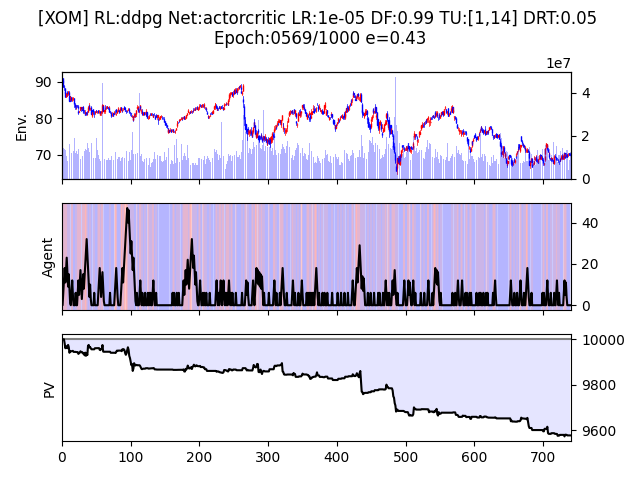 [XOM] RL:ddpg Net:actorcritic LR:1e-05 DF:0.99 TU:[1,14] DRT:0.05
Epoch:0569/1000 e=0.43
1e7
Env.
90
80
70
4
2
0
Agent
40
20
0
PV
10000
9800
9600
0 100 200 300 400 500 600 700